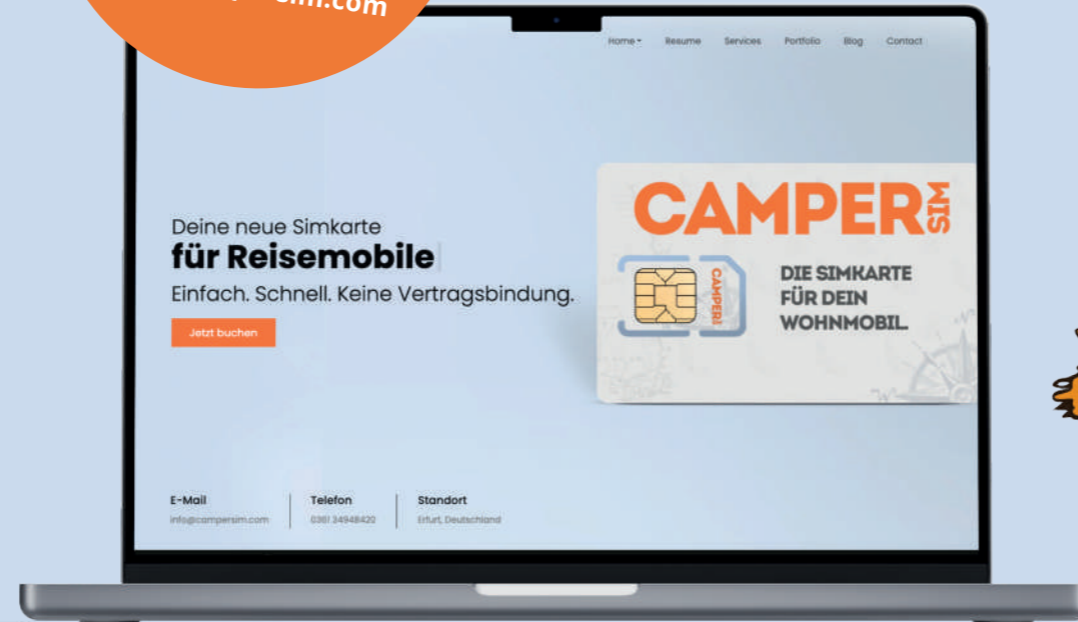 Home Resume Services Portfolio Blog Contact
Deine neue Simkarte
für Reisemobile
Einfach. Schnell. Keine Vertragsbindung.
Jetzt buchen
CAMPER SIM
CAMPER
DIE SIMKARTE
FÜR DEIN
WOHNMOBIL
E-Mail Telefon Standort
info@campersim.com 0361 34948420 Erfurt, Deutschland